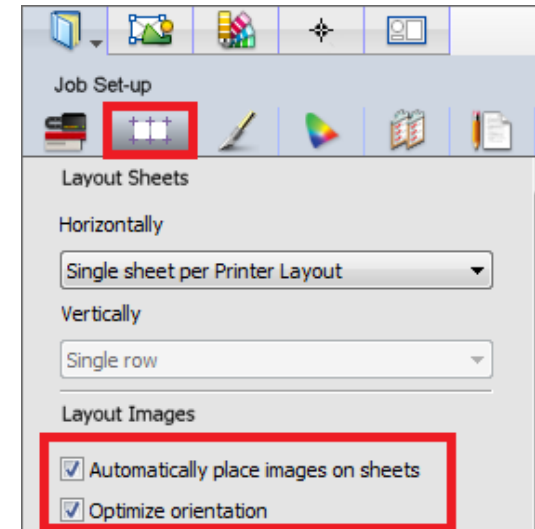 Job Set-up
Layout Sheets
Horizontally
Single sheet per Printer Layout
Vertically
Single row
Layout Images
Automatically place images on sheets
Optimize orientation